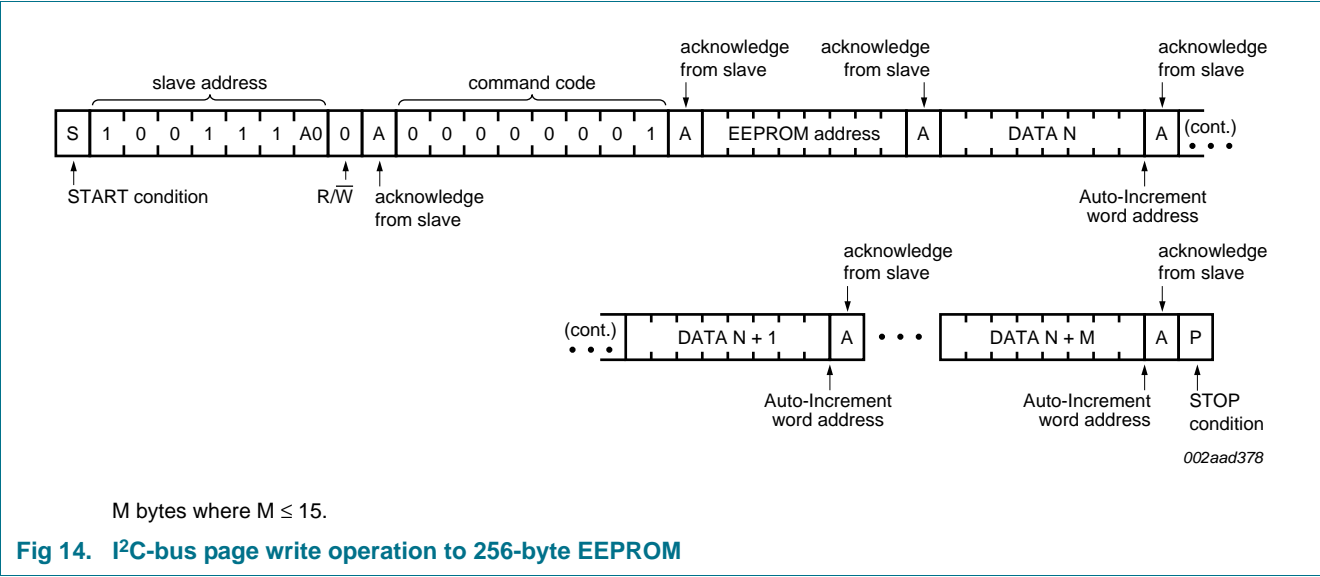 acknowledge acknowledge acknowledge
from slave from slave from slave
slave address command code
S 1 0 0 1 1 1 A0 0 A 0 0 0 0 0 0 0 1 A EEPROM address A DATA N A (cont.)
START condition R/W̅ acknowledge Auto-Increment
from slave word address
acknowledge acknowledge
from slave from slave
(cont.) DATA N + 1 A • • • DATA N + M A P
Auto-Increment Auto-Increment STOP
word address word address condition
002aad378
M bytes where M ≤ 15.
Fig 14. I²C-bus page write operation to 256-byte EEPROM